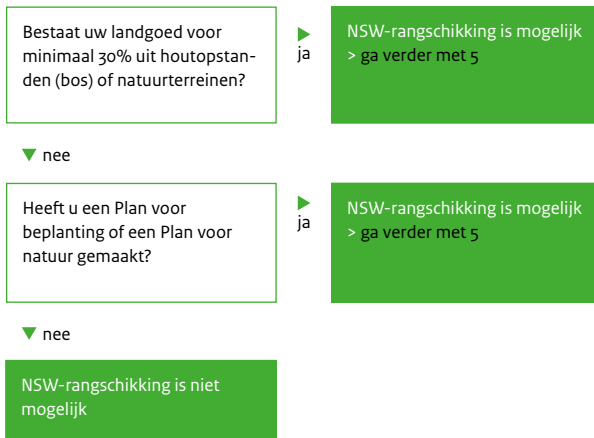 Bestaat uw landgoed voor
minimaal 30% uit houtopstan-
den (bos) of natuurterreinen?
ja
NSW-rangschikking is mogelijk
> ga verder met 5
nee
Heeft u een Plan voor
beplanting of een Plan voor
natuur gemaakt?
ja
NSW-rangschikking is mogelijk
> ga verder met 5
nee
NSW-rangschikking is niet
mogelijk